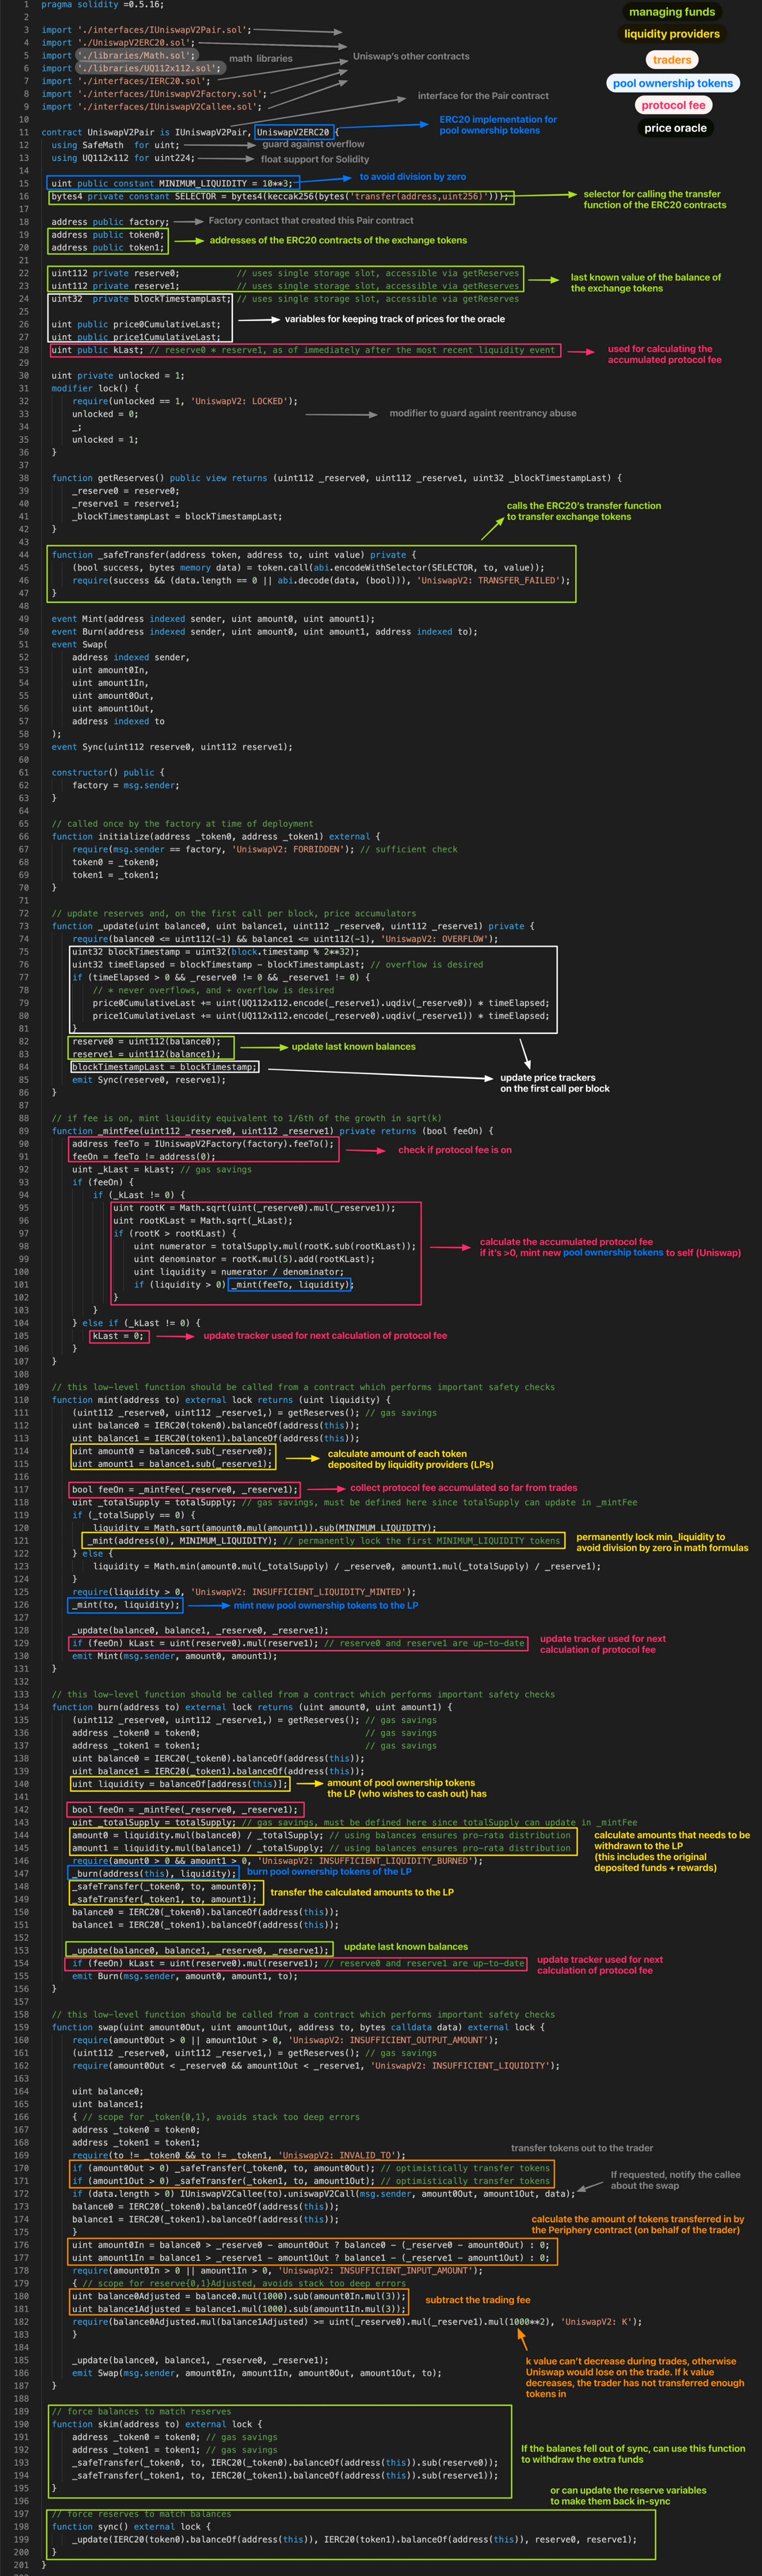 managing funds
liquidity providers
traders
pool ownership tokens
protocol fee
price oracle
1 pragma solidity =0.5.16;
2
3 import './interfaces/IUniswapV2Pair.sol';
4 import './UniswapV2ERC20.sol';
5 import './libraries/Math.sol';
math libraries
Uniswap's other contracts
6 import './libraries/UQ112x112.sol';
7 import './interfaces/IERC20.sol';
8 import './interfaces/IUniswapV2Factory.sol';
9 import './interfaces/IUniswapV2Callee.sol';
interface for the Pair contract
10
11 contract UniswapV2Pair is IUniswapV2Pair, UniswapV2ERC20 {
ERC20 implementation for
pool ownership tokens
12 using SafeMath  for uint;
guard against overflow
13 using UQ112x112 for uint224;
float support for Solidity
14
15 uint public constant MINIMUM_LIQUIDITY = 10**3;
to avoid division by zero
16 bytes4 private constant SELECTOR = bytes4(keccak256(bytes('transfer(address,uint256)')));
selector for calling the transfer
function of the ERC20 contracts
17
18 address public factory;
Factory contact that created this Pair contract
19 address public token0;
20 address public token1;
addresses of the ERC20 contracts of the exchange tokens
21
22 uint112 private reserve0;           // uses single storage slot, accessible via getReserves
23 uint112 private reserve1;           // uses single storage slot, accessible via getReserves
last known value of the balance of
the exchange tokens
24 uint32  private blockTimestampLast; // uses single storage slot, accessible via getReserves
25
26 uint public price0CumulativeLast;
27 uint public price1CumulativeLast;
variables for keeping track of prices for the oracle
28 uint public kLast; // reserve0 * reserve1, as of immediately after the most recent liquidity event
used for calculating the
accumulated protocol fee
29
30 uint private unlocked = 1;
31 modifier lock() {
32 require(unlocked == 1, 'UniswapV2: LOCKED');
33 unlocked = 0;
modifier to guard againt reentrancy abuse
34 _;
35 unlocked = 1;
36 }
37
38 function getReserves() public view returns (uint112 _reserve0, uint112 _reserve1, uint32 _blockTimestampLast) {
39 _reserve0 = reserve0;
40 _reserve1 = reserve1;
41 _blockTimestampLast = blockTimestampLast;
42 }
calls the ERC20's transfer function
to transfer exchange tokens
43
44 function _safeTransfer(address token, address to, uint value) private {
45 (bool success, bytes memory data) = token.call(abi.encodeWithSelector(SELECTOR, to, value));
46 require(success && (data.length == 0 || abi.decode(data, (bool))), 'UniswapV2: TRANSFER_FAILED');
47 }
48
49 event Mint(address indexed sender, uint amount0, uint amount1);
50 event Burn(address indexed sender, uint amount0, uint amount1, address indexed to);
51 event Swap(
52 address indexed sender,
53 uint amount0In,
54 uint amount1In,
55 uint amount0Out,
56 uint amount1Out,
57 address indexed to
58 );
59 event Sync(uint112 reserve0, uint112 reserve1);
60
61 constructor() public {
62 factory = msg.sender;
63 }
64
65 // called once by the factory at time of deployment
66 function initialize(address _token0, address _token1) external {
67 require(msg.sender == factory, 'UniswapV2: FORBIDDEN'); // sufficient check
68 token0 = _token0;
69 token1 = _token1;
70 }
71
72 // update reserves and, on the first call per block, price accumulators
73 function _update(uint balance0, uint balance1, uint112 _reserve0, uint112 _reserve1) private {
74 require(balance0 <= uint112(-1) && balance1 <= uint112(-1), 'UniswapV2: OVERFLOW');
75 uint32 blockTimestamp = uint32(block.timestamp % 2**32);
76 uint32 timeElapsed = blockTimestamp - blockTimestampLast; // overflow is desired
77 if (timeElapsed > 0 && _reserve0 != 0 && _reserve1 != 0) {
78 // * never overflows, and + overflow is desired
79 price0CumulativeLast += uint(UQ112x112.encode(_reserve1).uqdiv(_reserve0)) * timeElapsed;
80 price1CumulativeLast += uint(UQ112x112.encode(_reserve0).uqdiv(_reserve1)) * timeElapsed;
81 }
82 reserve0 = uint112(balance0);
83 reserve1 = uint112(balance1);
update last known balances
84 blockTimestampLast = blockTimestamp;
update price trackers
on the first call per block
85 emit Sync(reserve0, reserve1);
86 }
87
88 // if fee is on, mint liquidity equivalent to 1/6th of the growth in sqrt(k)
89 function _mintFee(uint112 _reserve0, uint112 _reserve1) private returns (bool feeOn) {
90 address feeTo = IUniswapV2Factory(factory).feeTo();
91 feeOn = feeTo != address(0);
check if protocol fee is on
92 uint _kLast = kLast; // gas savings
93 if (feeOn) {
94 if (_kLast != 0) {
95 uint rootK = Math.sqrt(uint(_reserve0).mul(_reserve1));
96 uint rootKLast = Math.sqrt(_kLast);
97 if (rootK > rootKLast) {
98 uint numerator = totalSupply.mul(rootK.sub(rootKLast));
99 uint denominator = rootK.mul(5).add(rootKLast);
calculate the accumulated protocol fee
if it's >0, mint new pool ownership tokens to self (Uniswap)
100 uint liquidity = numerator / denominator;
101 if (liquidity > 0) _mint(feeTo, liquidity);
102 }
103 }
104 } else if (_kLast != 0) {
105 kLast = 0;
update tracker used for next calculation of protocol fee
106 }
107 }
108
109 // this low-level function should be called from a contract which performs important safety checks
110 function mint(address to) external lock returns (uint liquidity) {
111 (uint112 _reserve0, uint112 _reserve1,) = getReserves(); // gas savings
112 uint balance0 = IERC20(token0).balanceOf(address(this));
113 uint balance1 = IERC20(token1).balanceOf(address(this));
114 uint amount0 = balance0.sub(_reserve0);
115 uint amount1 = balance1.sub(_reserve1);
calculate amount of each token
deposited by liquidity providers (LPs)
116
117 bool feeOn = _mintFee(_reserve0, _reserve1);
collect protocol fee accumulated so far from trades
118 uint _totalSupply = totalSupply; // gas savings, must be defined here since totalSupply can update in _mintFee
119 if (_totalSupply == 0) {
120 liquidity = Math.sqrt(amount0.mul(amount1)).sub(MINIMUM_LIQUIDITY);
121 _mint(address(0), MINIMUM_LIQUIDITY); // permanently lock the first MINIMUM_LIQUIDITY tokens
permanently lock min_liquidity to
avoid division by zero in math formulas
122 } else {
123 liquidity = Math.min(amount0.mul(_totalSupply) / _reserve0, amount1.mul(_totalSupply) / _reserve1);
124 }
125 require(liquidity > 0, 'UniswapV2: INSUFFICIENT_LIQUIDITY_MINTED');
126 _mint(to, liquidity);
mint new pool ownership tokens to the LP
127
128 _update(balance0, balance1, _reserve0, _reserve1);
129 if (feeOn) kLast = uint(reserve0).mul(reserve1); // reserve0 and reserve1 are up-to-date
update tracker used for next
calculation of protocol fee
130 emit Mint(msg.sender, amount0, amount1);
131 }
132
133 // this low-level function should be called from a contract which performs important safety checks
134 function burn(address to) external lock returns (uint amount0, uint amount1) {
135 (uint112 _reserve0, uint112 _reserve1,) = getReserves(); // gas savings
136 address _token0 = token0;                                // gas savings
137 address _token1 = token1;                                // gas savings
138 uint balance0 = IERC20(_token0).balanceOf(address(this));
139 uint balance1 = IERC20(_token1).balanceOf(address(this));
140 uint liquidity = balanceOf[address(this)];
amount of pool ownership tokens
the LP (who wishes to cash out) has
141
142 bool feeOn = _mintFee(_reserve0, _reserve1);
143 uint _totalSupply = totalSupply; // gas savings, must be defined here since totalSupply can update in _mintFee
144 amount0 = liquidity.mul(balance0) / _totalSupply; // using balances ensures pro-rata distribution
145 amount1 = liquidity.mul(balance1) / _totalSupply; // using balances ensures pro-rata distribution
calculate amounts that needs to be
withdrawn to the LP
(this includes the original
deposited funds + rewards)
146 require(amount0 > 0 && amount1 > 0, 'UniswapV2: INSUFFICIENT_LIQUIDITY_BURNED');
147 _burn(address(this), liquidity);
burn pool ownership tokens of the LP
148 _safeTransfer(_token0, to, amount0);
149 _safeTransfer(_token1, to, amount1);
transfer the calculated amounts to the LP
150 balance0 = IERC20(_token0).balanceOf(address(this));
151 balance1 = IERC20(_token1).balanceOf(address(this));
152
153 _update(balance0, balance1, _reserve0, _reserve1);
update last known balances
154 if (feeOn) kLast = uint(reserve0).mul(reserve1); // reserve0 and reserve1 are up-to-date
update tracker used for next
calculation of protocol fee
155 emit Burn(msg.sender, amount0, amount1, to);
156 }
157
158 // this low-level function should be called from a contract which performs important safety checks
159 function swap(uint amount0Out, uint amount1Out, address to, bytes calldata data) external lock {
160 require(amount0Out > 0 || amount1Out > 0, 'UniswapV2: INSUFFICIENT_OUTPUT_AMOUNT');
161 (uint112 _reserve0, uint112 _reserve1,) = getReserves(); // gas savings
162 require(amount0Out < _reserve0 && amount1Out < _reserve1, 'UniswapV2: INSUFFICIENT_LIQUIDITY');
163
164 uint balance0;
165 uint balance1;
166 { // scope for _token{0,1}, avoids stack too deep errors
167 address _token0 = token0;
168 address _token1 = token1;
169 require(to != _token0 && to != _token1, 'UniswapV2: INVALID_TO');
transfer tokens out to the trader
170 if (amount0Out > 0) _safeTransfer(_token0, to, amount0Out); // optimistically transfer tokens
171 if (amount1Out > 0) _safeTransfer(_token1, to, amount1Out); // optimistically transfer tokens
If requested, notify the callee
about the swap
172 if (data.length > 0) IUniswapV2Callee(to).uniswapV2Call(msg.sender, amount0Out, amount1Out, data);
173 balance0 = IERC20(_token0).balanceOf(address(this));
174 balance1 = IERC20(_token1).balanceOf(address(this));
175 }
calculate the amount of tokens transferred in by
the Periphery contract (on behalf of the trader)
176 uint amount0In = balance0 > _reserve0 - amount0Out ? balance0 - (_reserve0 - amount0Out) : 0;
177 uint amount1In = balance1 > _reserve1 - amount1Out ? balance1 - (_reserve1 - amount1Out) : 0;
178 require(amount0In > 0 || amount1In > 0, 'UniswapV2: INSUFFICIENT_INPUT_AMOUNT');
179 { // scope for reserve{0,1}Adjusted, avoids stack too deep errors
180 uint balance0Adjusted = balance0.mul(1000).sub(amount0In.mul(3));
181 uint balance1Adjusted = balance1.mul(1000).sub(amount1In.mul(3));
subtract the trading fee
182 require(balance0Adjusted.mul(balance1Adjusted) >= uint(_reserve0).mul(_reserve1).mul(1000**2), 'UniswapV2: K');
183 }
184
185 _update(balance0, balance1, _reserve0, _reserve1);
186 emit Swap(msg.sender, amount0In, amount1In, amount0Out, amount1Out, to);
187 }
k value can't decrease during trades, otherwise
Uniswap would lose on the trade. If k value
decreases, the trader has not transferred enough
tokens in
188
189 // force balances to match reserves
190 function skim(address to) external lock {
191 address _token0 = token0; // gas savings
192 address _token1 = token1; // gas savings
193 _safeTransfer(_token0, to, IERC20(_token0).balanceOf(address(this)).sub(reserve0));
194 _safeTransfer(_token1, to, IERC20(_token1).balanceOf(address(this)).sub(reserve1));
If the balanes fell out of sync, can use this function
to withdraw the extra funds
195 }
196
or can update the reserve variables
to make them back in-sync
197 // force reserves to match balances
198 function sync() external lock {
199 _update(IERC20(token0).balanceOf(address(this)), IERC20(token1).balanceOf(address(this)), reserve0, reserve1);
200 }
201 }